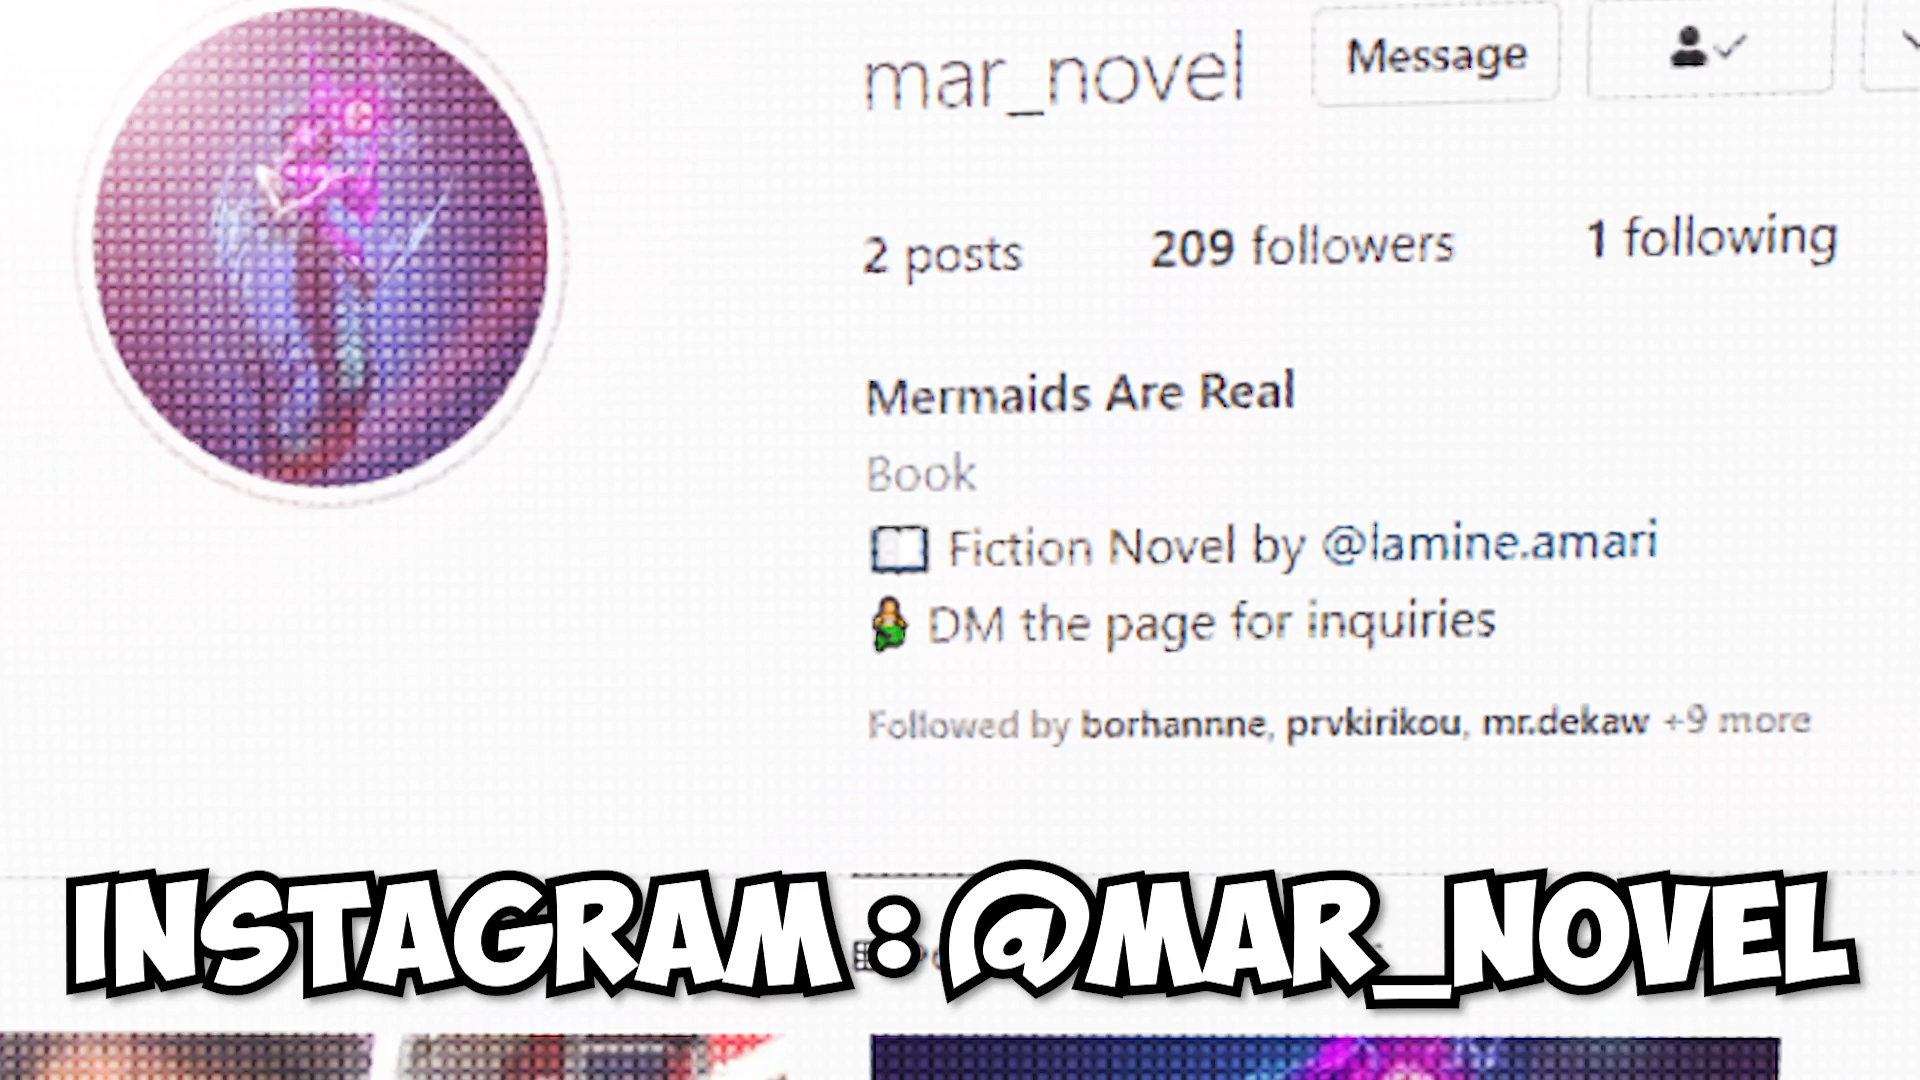 mar_novel Message
2 posts 209 followers 1 following
Mermaids Are Real
Book
Fiction Novel by @lamine.amari
DM the page for inquiries
Followed by borhannne, prvkirikou, mr.dekaw +9 more
INSTAGRAM : @MAR_NOVEL